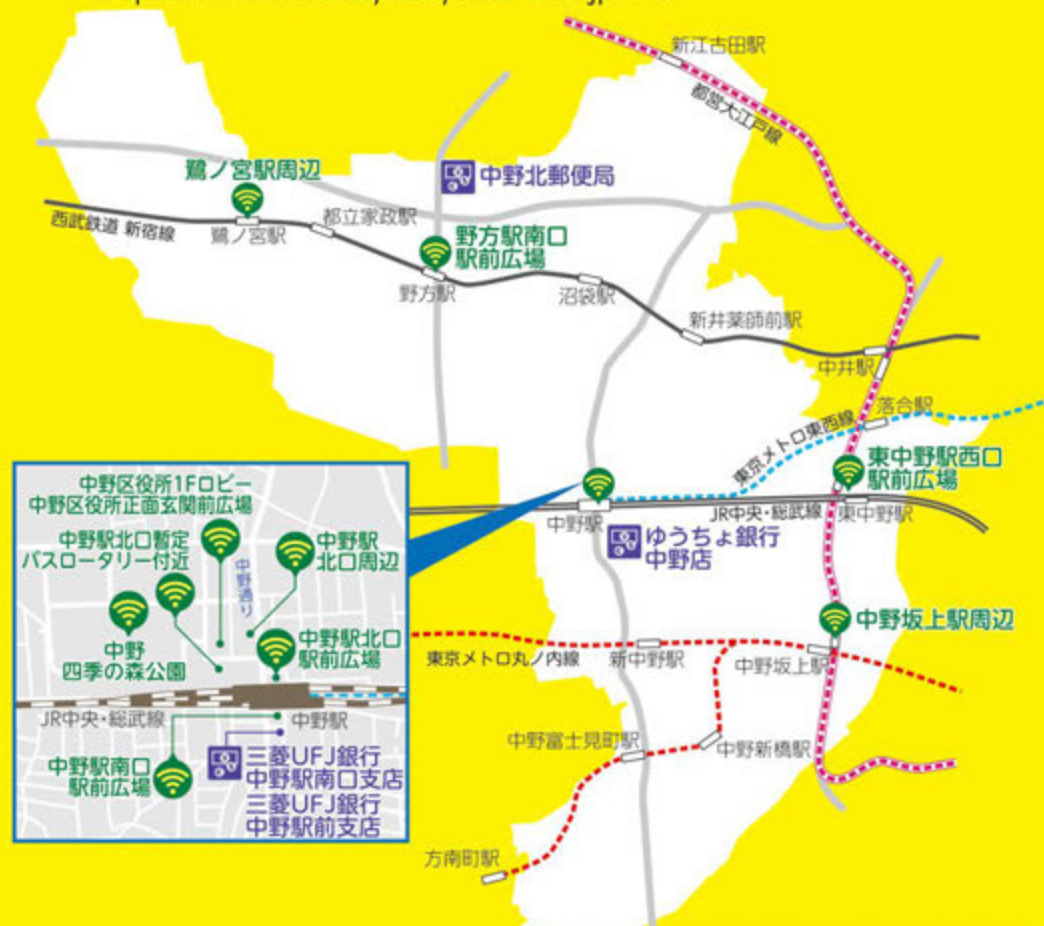 新江古田駅
都営大江戸線
鷺ノ宮駅周辺
中野北郵便局
都立家政駅
西武鉄道 新宿線
鷺ノ宮駅
野方駅南口
駅前広場
野方駅
沼袋駅
新井薬師前駅
中井駅
落合駅
東京メトロ東西線
東中野駅西口
駅前広場
中野駅
JR中央・総武線
東中野駅
ゆうちょ銀行
中野店
中野区役所1Fロビー
中野区役所正面玄関前広場
中野駅北口暫定
バスロータリー付近
中野通り
中野駅
北口周辺
中野
四季の森公園
中野駅北口
駅前広場
JR中央・総武線
中野駅
中野駅南口
駅前広場
三菱UFJ銀行
中野駅南口支店
三菱UFJ銀行
中野駅前支店
中野坂上駅周辺
東京メトロ丸ノ内線
新中野駅
中野坂上駅
中野富士見町駅
中野新橋駅
方南町駅